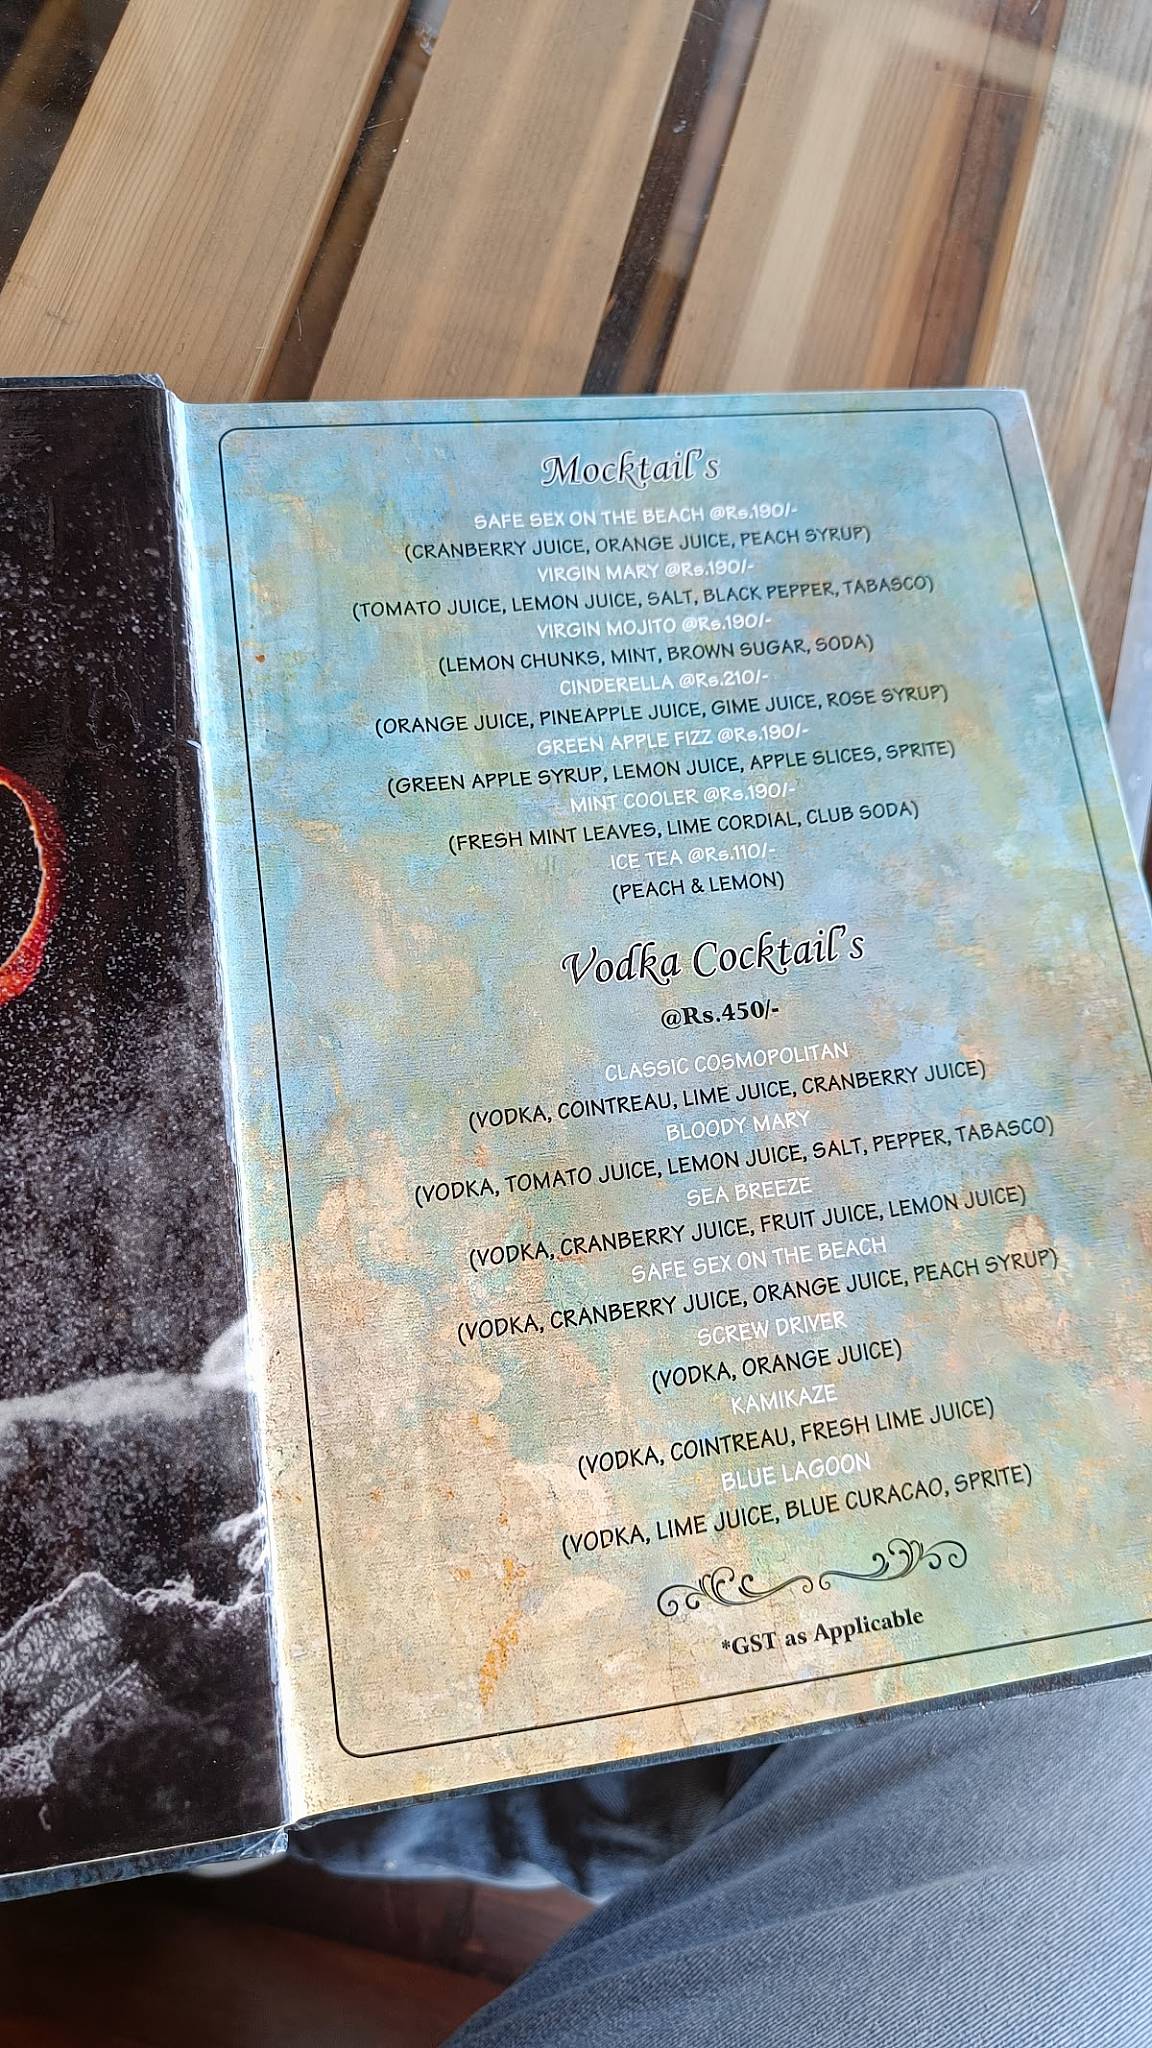 Mocktail's
SAFE SEX ON THE BEACH @Rs.190/-
(CRANBERRY JUICE, ORANGE JUICE, PEACH SYRUP)
VIRGIN MARY @Rs.190/-
(TOMATO JUICE, LEMON JUICE, SALT, BLACK PEPPER, TABASCO)
VIRGIN MOJITO @Rs.190/-
(LEMON CHUNKS, MINT, BROWN SUGAR, SODA)
CINDERELLA @Rs.210/-
(ORANGE JUICE, PINEAPPLE JUICE, GIME JUICE, ROSE SYRUP)
GREEN APPLE FIZZ @Rs.190/-
(GREEN APPLE SYRUP, LEMON JUICE, APPLE SLICES, SPRITE)
MINT COOLER @Rs.190/-
(FRESH MINT LEAVES, LIME CORDIAL, CLUB SODA)
ICE TEA @Rs.110/-
(PEACH & LEMON)
Vodka Cocktail's
@Rs.450/-
CLASSIC COSMOPOLITAN
(VODKA, COINTREAU, LIME JUICE, CRANBERRY JUICE)
BLOODY MARY
(VODKA, TOMATO JUICE, LEMON JUICE, SALT, PEPPER, TABASCO)
SEA BREEZE
(VODKA, CRANBERRY JUICE, FRUIT JUICE, LEMON JUICE)
SAFE SEX ON THE BEACH
(VODKA, CRANBERRY JUICE, ORANGE JUICE, PEACH SYRUP)
SCREW DRIVER
(VODKA, ORANGE JUICE)
KAMIKAZE
(VODKA, COINTREAU, FRESH LIME JUICE)
BLUE LAGOON
(VODKA, LIME JUICE, BLUE CURACAO, SPRITE)
*GST as Applicable